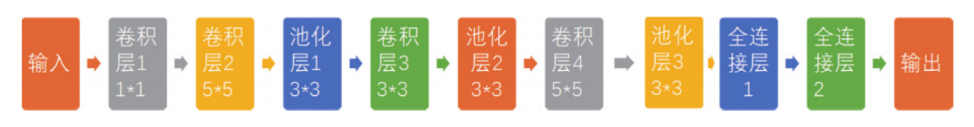 输入
卷积
层1
1*1
卷积
层2
5*5
池化
层1
3*3
卷积
层3
3*3
池化
层2
3*3
卷积
层4
5*5
池化
层3
3*3
全连
接层
1
全连
接层
2
输出